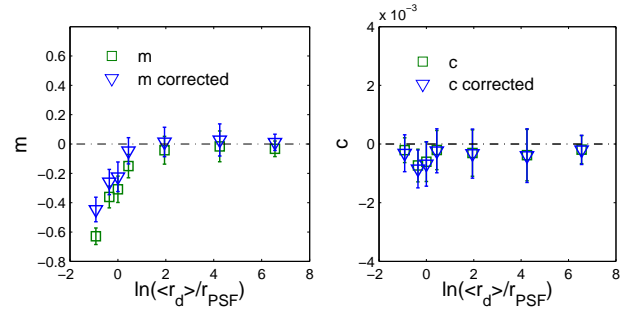 × 10⁻³
0.6
0.4
0.2
0
−0.2
−0.4
−0.6
−0.8
m
m corrected
m
−2 0 2 4 6 8
ln(<r_d>/r_PSF)
4
2
0
−2
−4
c
c corrected
c
−2 0 2 4 6 8
ln(<r_d>/r_PSF)